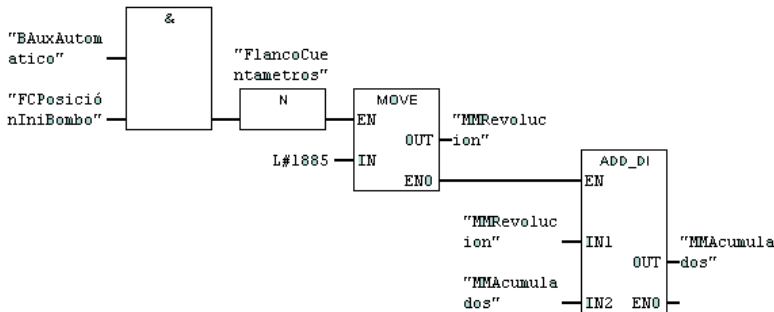 &
"BAuxAutom
atico"
"FlancoCue
ntametros"
"FCPosició
nIniBombo"
N
MOVE
EN
"MMRevoluc
OUT
ion"
L#1885
IN
ADD_DI
ENO
EN
"MMRevoluc
ion"
IN1
"MMAcumula
OUT
dos"
"MMAcumula
dos"
IN2
ENO